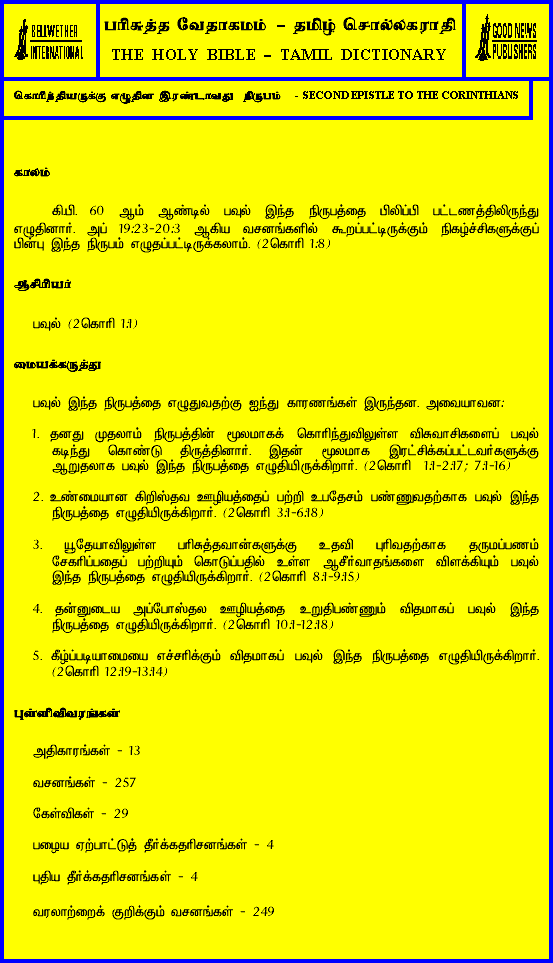 BELLWETHER
INTERNATIONAL
பரிசுத்த வேதாகமம் - தமிழ் சொல்லகராதி
THE HOLY BIBLE - TAMIL DICTIONARY
GOOD NEWS
PUBLISHERS
கொரிந்தியருக்கு எழுதின இரண்டாவது நிருபம் - SECOND EPISTLE TO THE CORINTHIANS
காலம்
கி.பி. 60 ஆம் ஆண்டில் பவுல் இந்த நிருபத்தை பிலிப்பி பட்டணத்திலிருந்து
எழுதினார். அப் 19:23-20:3 ஆகிய வசனங்களில் கூறப்பட்டிருக்கும் நிகழ்ச்சிகளுக்குப்
பின்பு இந்த நிருபம் எழுதப்பட்டிருக்கலாம். (2கொரி 1:8)
ஆசிரியர்
பவுல் (2கொரி 1:1)
மையக்கருத்து
பவுல் இந்த நிருபத்தை எழுதுவதற்கு ஐந்து காரணங்கள் இருந்தன. அவையாவன:
1. தனது முதலாம் நிருபத்தின் மூலமாகக் கொரிந்துவிலுள்ள விசுவாசிகளைப் பவுல்
கடிந்து கொண்டு திருத்தினார். இதன் மூலமாக இரட்சிக்கப்பட்டவர்களுக்கு
ஆறுதலாக பவுல் இந்த நிருபத்தை எழுதியிருக்கிறார். (2கொரி 1:1-2:17; 7:1-16)
2. உண்மையான கிறிஸ்தவ ஊழியத்தைப் பற்றி உபதேசம் பண்ணுவதற்காக பவுல் இந்த
நிருபத்தை எழுதியிருக்கிறார். (2கொரி 3:1-6:18)
3. யூதேயாவிலுள்ள பரிசுத்தவான்களுக்கு உதவி புரிவதற்காக தருமப்பணம்
சேகரிப்பதைப் பற்றியும் கொடுப்பதில் உள்ள ஆசீர்வாதங்களை விளக்கியும் பவுல்
இந்த நிருபத்தை எழுதியிருக்கிறார். (2கொரி 8:1-9:15)
4. தன்னுடைய அப்போஸ்தல ஊழியத்தை உறுதிபண்ணும் விதமாகப் பவுல் இந்த
நிருபத்தை எழுதியிருக்கிறார். (2கொரி 10:1-12:18)
5. கீழ்ப்படியாமையை எச்சரிக்கும் விதமாகப் பவுல் இந்த நிருபத்தை எழுதியிருக்கிறார்.
(2கொரி 12:19-13:14)
புள்ளிவிவரங்கள்
அதிகாரங்கள் - 13
வசனங்கள் - 257
கேள்விகள் - 29
பழைய ஏற்பாட்டுத் தீர்க்கதரிசனங்கள் - 4
புதிய தீர்க்கதரிசனங்கள் - 4
வரலாற்றைக் குறிக்கும் வசனங்கள் - 249